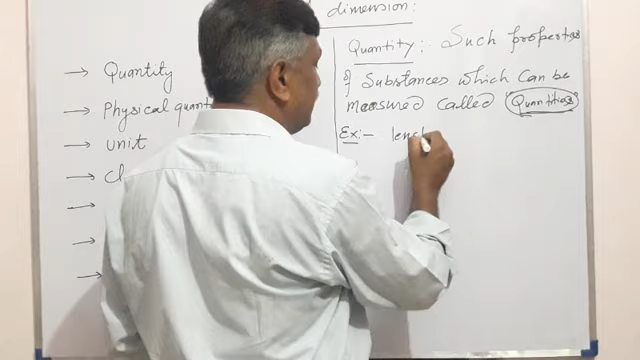 dimension:
→ Quantity
→ Physical quant
→ unit
→ cl
Quantity:- Such properties
of Substances which can be
measured called "Quantities"
Ex:- lengt